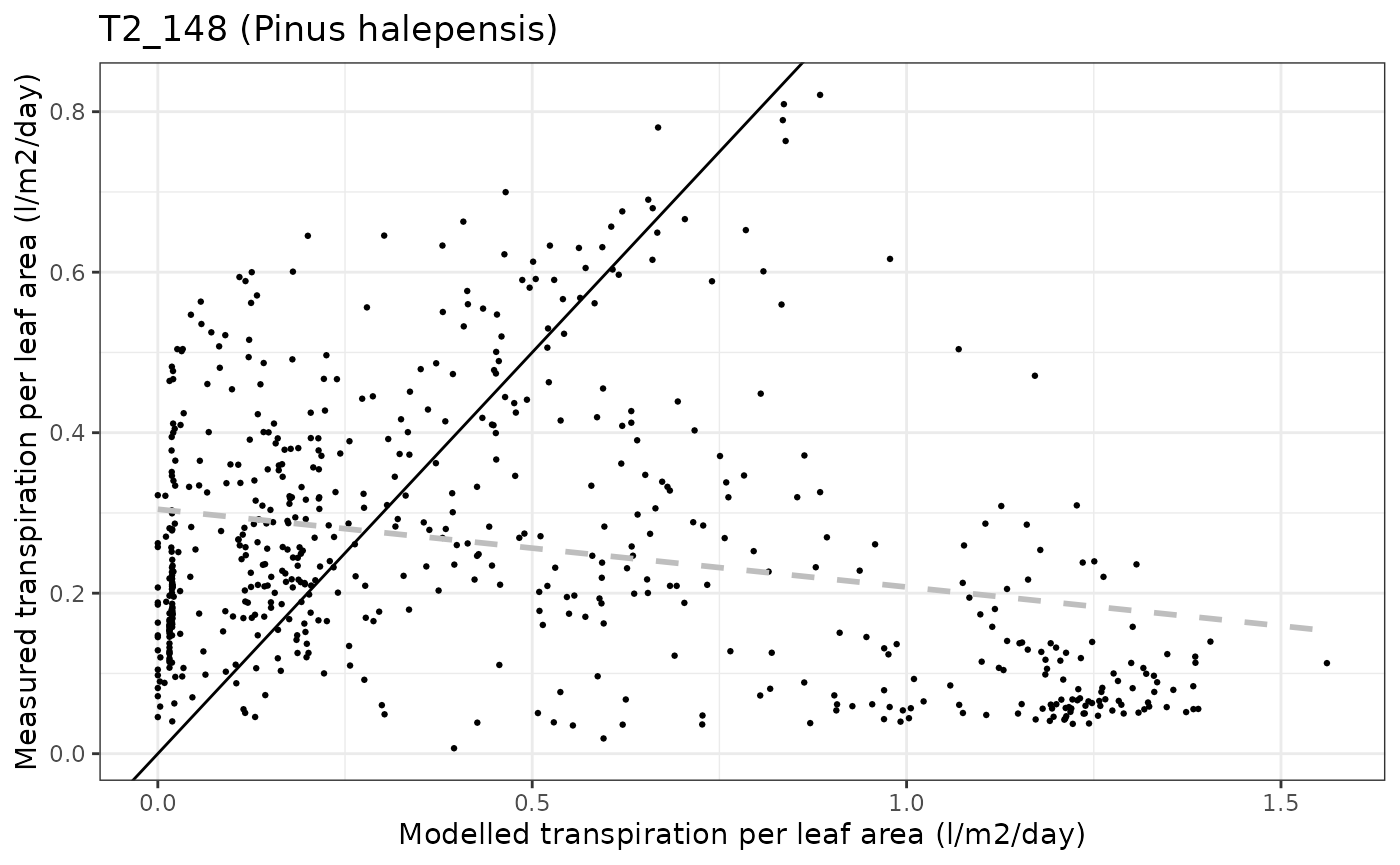 T2_148 (Pinus halepensis)
Measured transpiration per leaf area (l/m2/day)
0.8
0.6
0.4
0.2
0.0
0.0 0.5 1.0 1.5
Modelled transpiration per leaf area (l/m2/day)